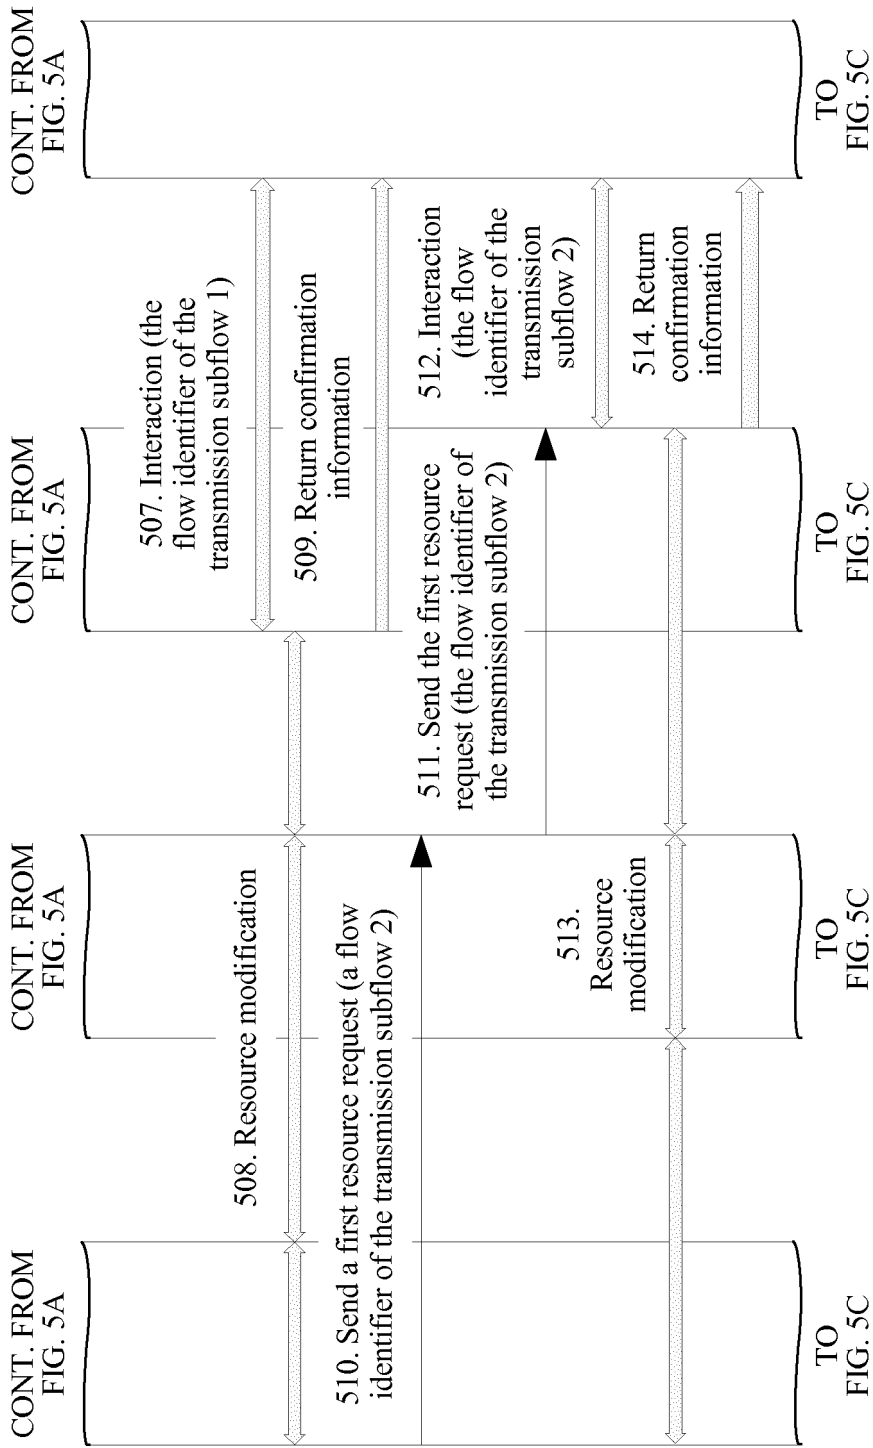 CONT. FROM
FIG. 5A
CONT. FROM
FIG. 5A
CONT. FROM
FIG. 5A
CONT. FROM
FIG. 5A
507. Interaction (the
flow identifier of the
transmission subflow 1)
508. Resource modification
509. Return confirmation
information
510. Send a first resource request (a flow
identifier of the transmission subflow 2)
511. Send the first resource
request (the flow identifier of
the transmission subflow 2)
512. Interaction
(the flow
identifier of the
transmission
subflow 2)
513.
Resource
modification
514. Return
confirmation
information
TO
FIG. 5C
TO
FIG. 5C
TO
FIG. 5C
TO
FIG. 5C